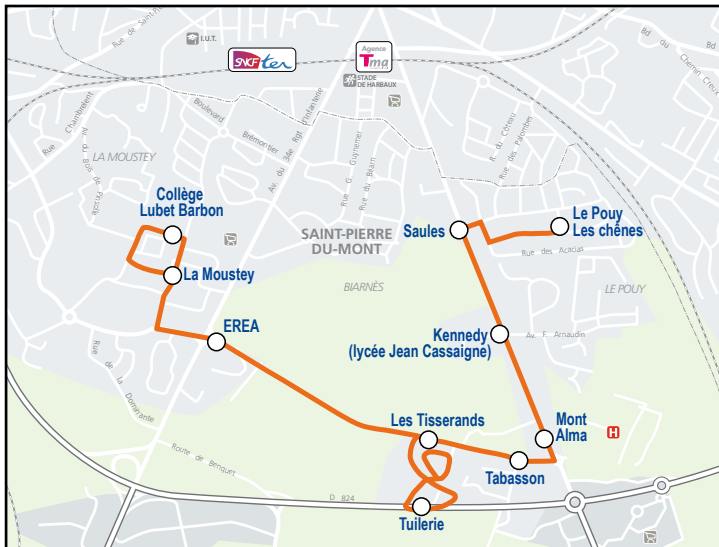 Rue de Saint-Pierre
I.U.T.
SNCF ter
Agence
Tma
STADE
DE HARBAUX
Bd du Chemin Creux
Rue Chambrelent
Boulevard Brémontier
Av. du 34e Rgt d'Infanterie
Rue G. Guynemer
Rue du Béarn
R. du Côteau
Rue des Palombes
LA MOUSTEY
Collège
Lubet Barbon
SAINT-PIERRE
DU-MONT
Saules
Le Pouy
Les chênes
Rue des Acacias
La Moustey
BIARNÈS
LE POUY
EREA
Kennedy
(lycée Jean Cassaigne)
Av. F. Arnaudin
Rue de la Dominante
Les Tisserands
Mont
Alma
H
Route de Benquet
Tabasson
D 824
Tuilerie